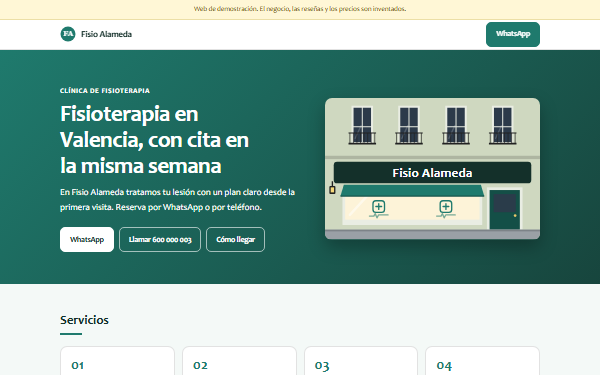 Web de demostración. El negocio, las reseñas y los precios son inventados.
FA Fisio Alameda
WhatsApp
CLÍNICA DE FISIOTERAPIA
Fisioterapia en
Valencia, con cita en
la misma semana
En Fisio Alameda tratamos tu lesión con un plan claro desde la
primera visita. Reserva por WhatsApp o por teléfono.
WhatsApp
Llamar 600 000 003
Cómo llegar
Fisio Alameda
Servicios
01
02
03
04